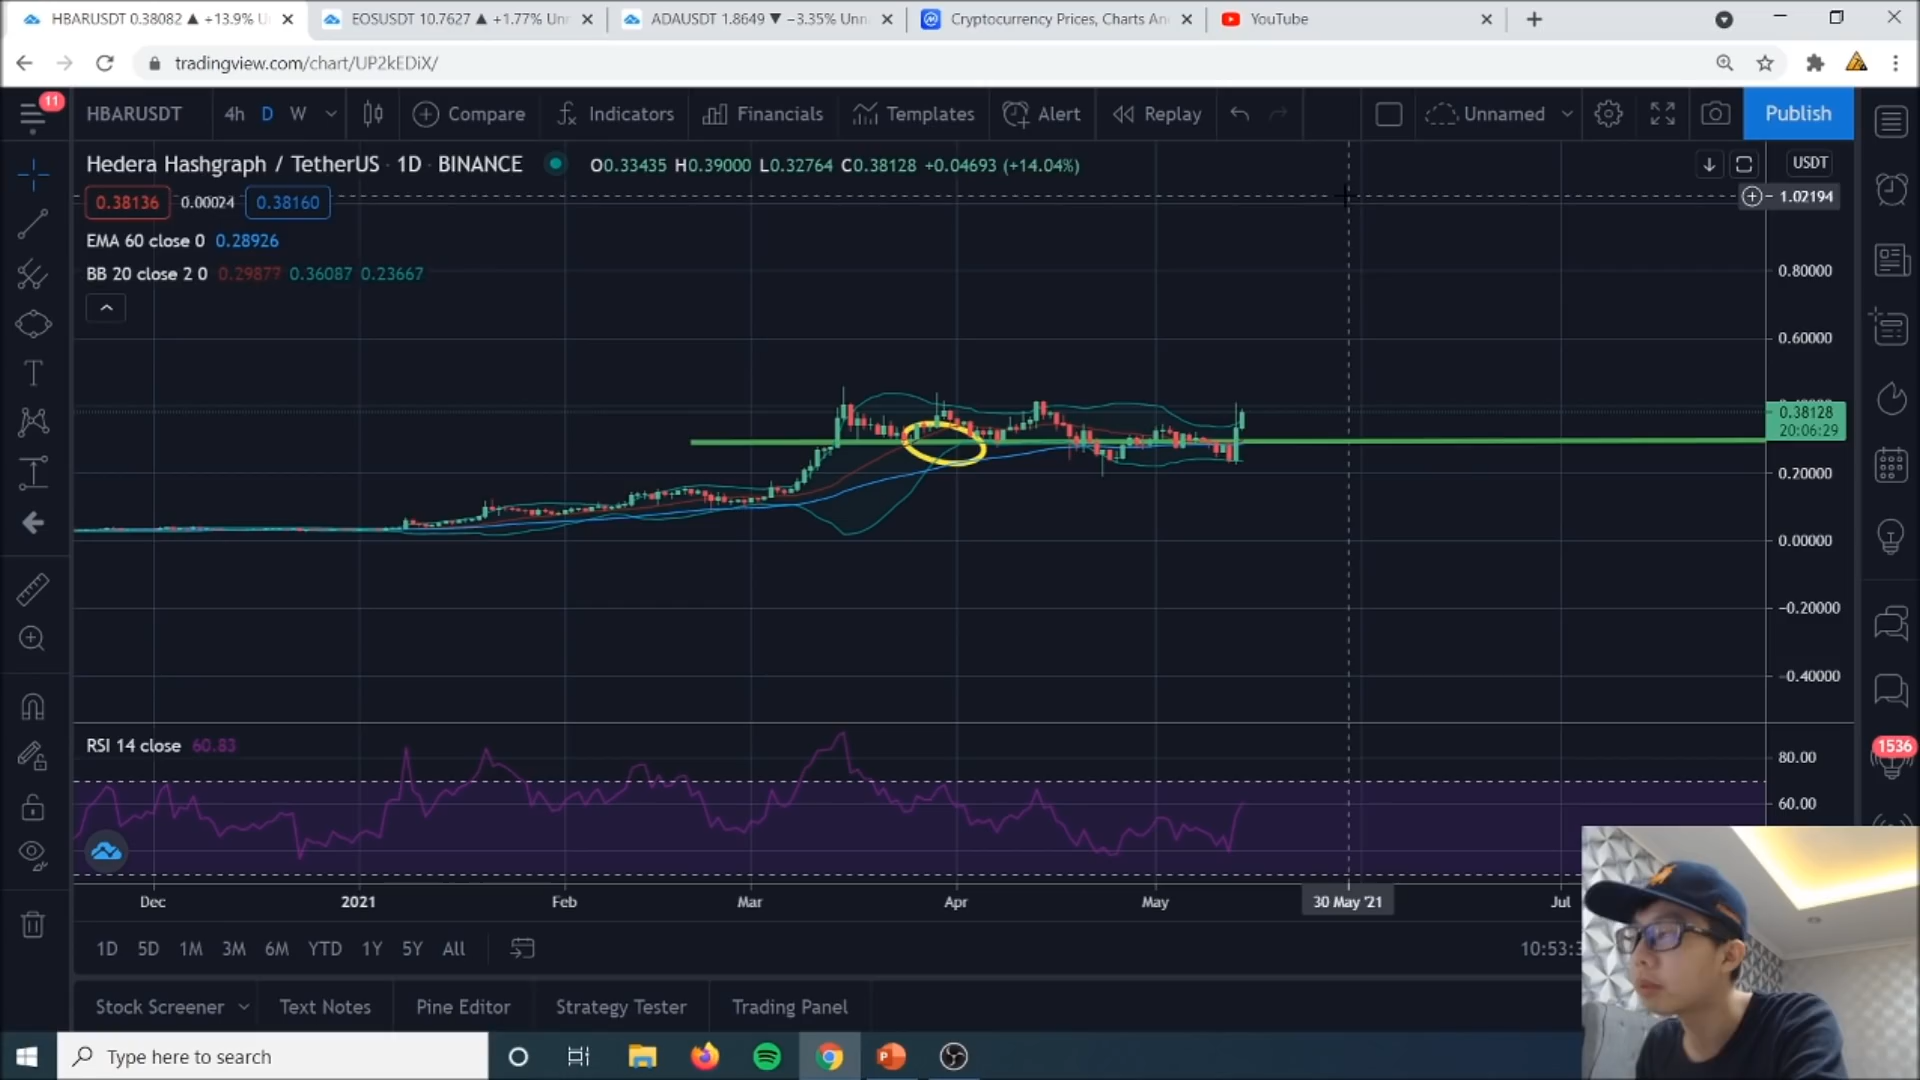 HBARUSDT 0.38082 ▲ +13.9% U
EOSUSDT 10.7627 ▲ +1.77% Unn
ADAUSDT 1.8649 ▼ −3.35% Unn
Cryptocurrency Prices, Charts An
YouTube
tradingview.com/chart/UP2kEDiX/
11
HBARUSDT
4h D W
Compare
Indicators
Financials
Templates
Alert
Replay
Unnamed
Publish
Hedera Hashgraph / TetherUS · 1D · BINANCE
O0.33435 H0.39000 L0.32764 C0.38128 +0.04693 (+14.04%)
USDT
0.38136 0.00024 0.38160
1.02194
EMA 60 close 0 0.28926
BB 20 close 2 0 0.29877 0.36087 0.23667
0.80000
0.60000
0.38128
20:06:29
0.20000
0.00000
−0.20000
−0.40000
RSI 14 close 60.83
1536
80.00
60.00
Dec 2021 Feb Mar Apr May 30 May '21 Jul
1D 5D 1M 3M 6M YTD 1Y 5Y All
10:53:3
Stock Screener
Text Notes
Pine Editor
Strategy Tester
Trading Panel
Type here to search